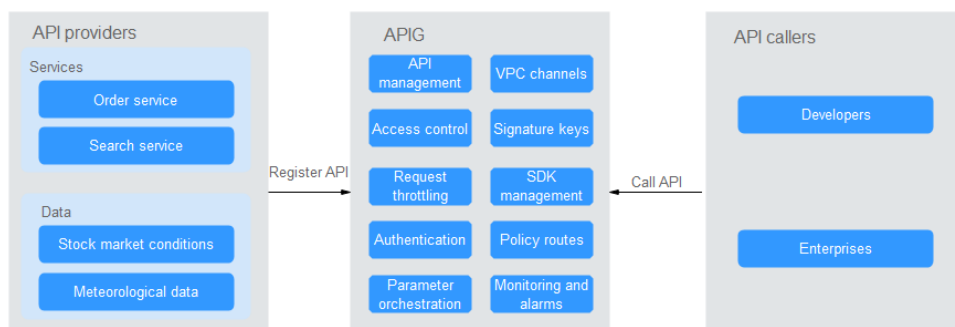 API providers
Services
Order service
Search service
Data
Stock market conditions
Meteorological data
Register API
APIG
API
management
VPC channels
Access control
Signature keys
Request
throttling
SDK
management
Authentication
Policy routes
Parameter
orchestration
Monitoring and
alarms
Call API
API callers
Developers
Enterprises